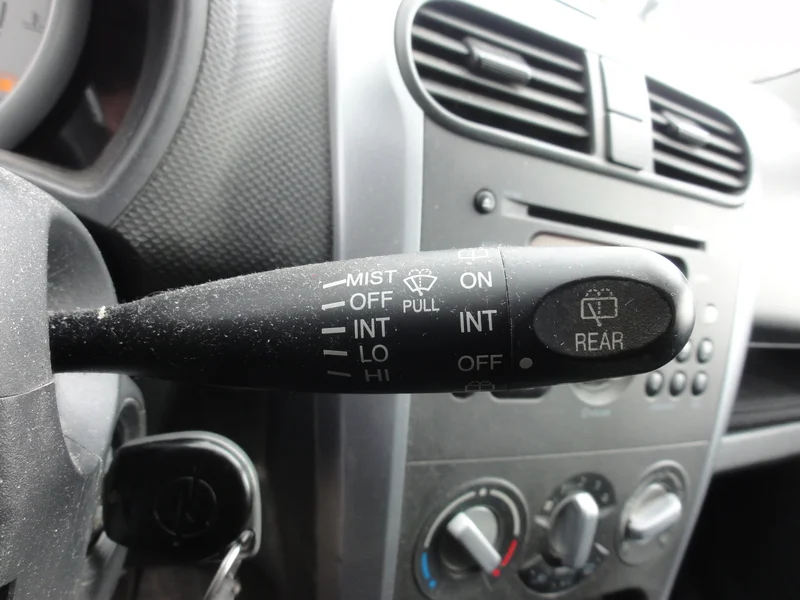 MIST
OFF
INT
LO
HI
PULL
ON
INT
OFF
REAR